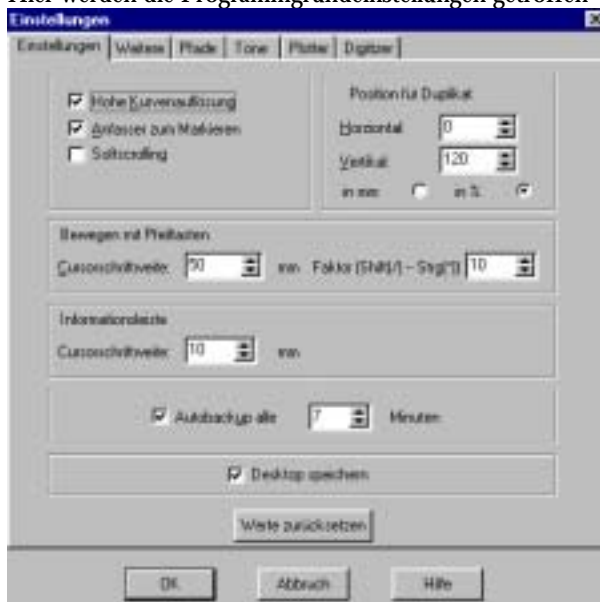 Hier werden die Programmgrundeinstellungen getroffen
Einstellungen
Einstellungen Weitere Pfade Töne Plotter Digitizer
Hohe Kurvenauflösung
Anfasser zum Markieren
Softscrolling
Position für Duplikat
Horizontal: 0
Vertikal: 120
in mm in %
Bewegen mit Pfeiltasten
Cursorschrittweite: 50 mm Faktor (Shift[/] – Strg[*]) 10
Informationsleiste
Cursorschrittweite: 10 mm
Autobackup alle 7 Minuten
Desktop speichern
Werte zurücksetzen
OK Abbruch Hilfe